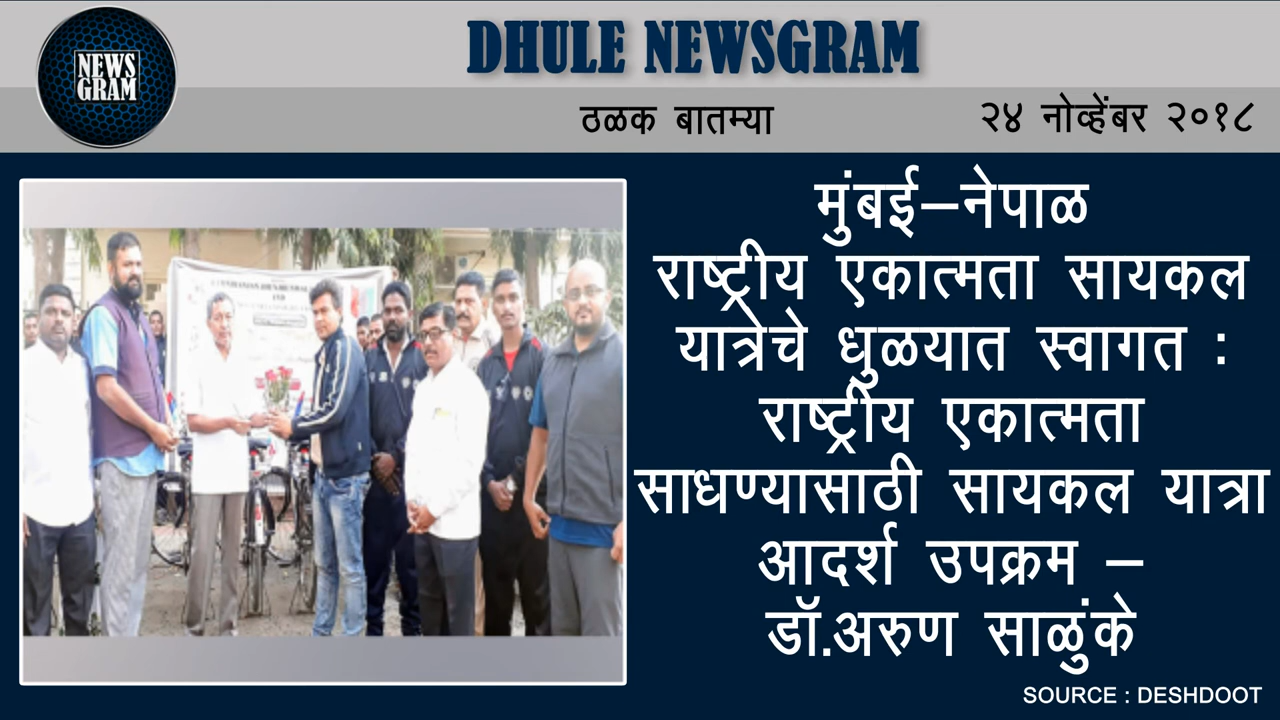 NEWS
GRAM
DHULE NEWSGRAM
ठळक बातम्या
२४ नोव्हेंबर २०१८
मुंबई–नेपाळ
राष्ट्रीय एकात्मता सायकल
यात्रेचे धुळयात स्वागत :
राष्ट्रीय एकात्मता
साधण्यासाठी सायकल यात्रा
आदर्श उपक्रम –
डॉ.अरुण साळुंके
AND
SOURCE : DESHDOOT